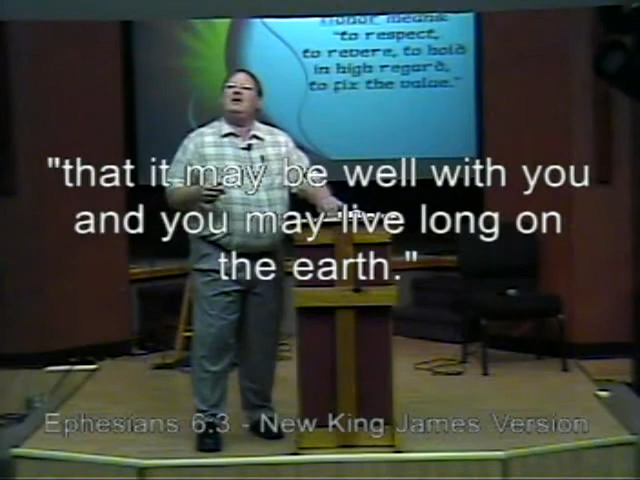 Honor means:
"to respect,
to revere, to hold
in high regard,
to fix the value."
"that it may be well with you
and you may live long on
the earth."
Ephesians 6:3 - New King James Version